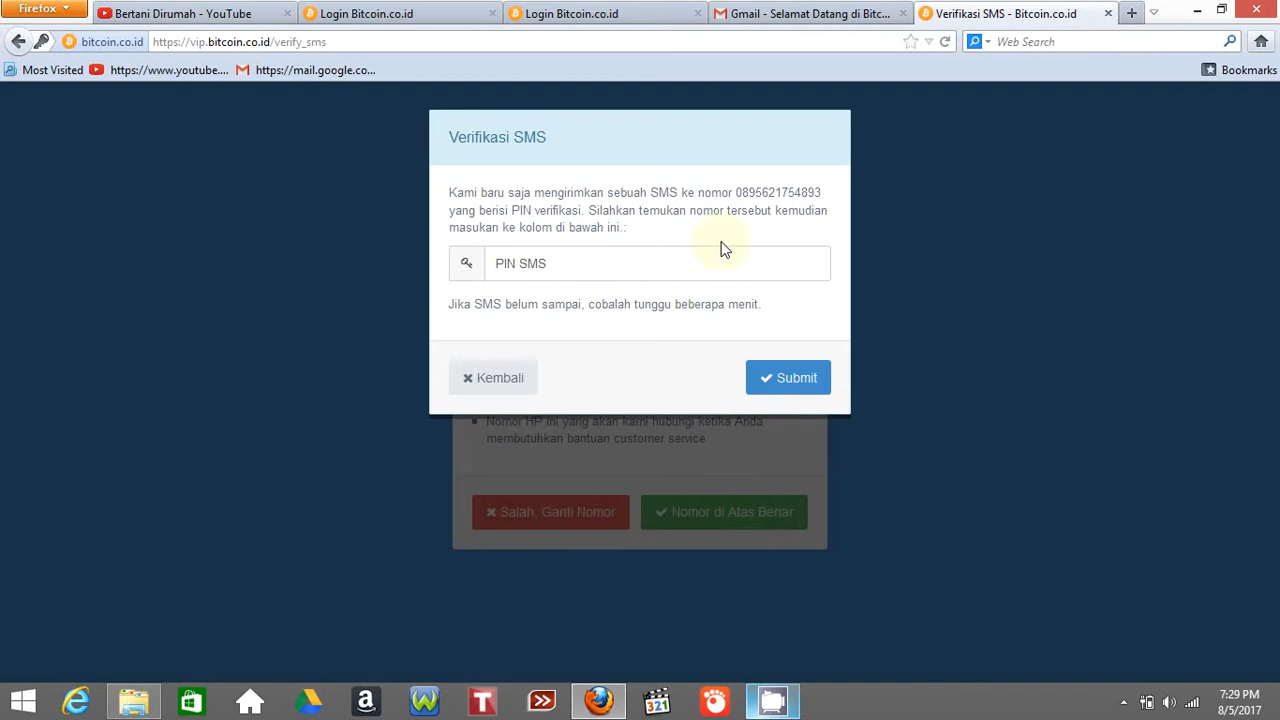 Firefox
Bertani Dirumah - YouTube
Login Bitcoin.co.id
Login Bitcoin.co.id
Gmail - Selamat Datang di Bitc...
Verifikasi SMS - Bitcoin.co.id
bitcoin.co.id
https://vip.bitcoin.co.id/verify_sms
Web Search
Most Visited
https://www.youtube....
https://mail.google.co...
Bookmarks
Verifikasi SMS
Kami baru saja mengirimkan sebuah SMS ke nomor 0895621754893
yang berisi PIN verifikasi. Silahkan temukan nomor tersebut kemudian
masukan ke kolom di bawah ini.:
PIN SMS
Jika SMS belum sampai, cobalah tunggu beberapa menit.
Kembali
Submit
Nomor HP ini yang akan kami hubungi ketika Anda
membutuhkan bantuan customer service
Salah, Ganti Nomor
Nomor di Atas Benar
321
7:29 PM
8/5/2017